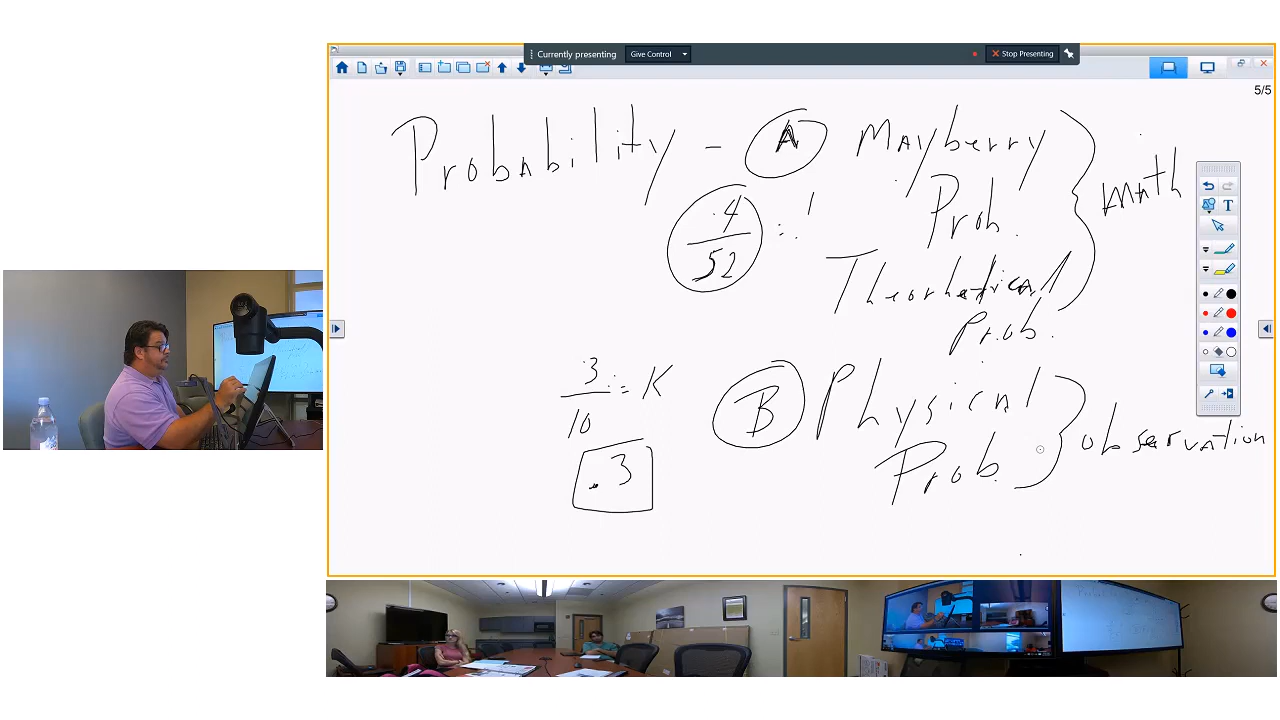 Currently presenting Give Control Stop Presenting
5/5
Probability - A Mayberry
Prob.
Theorhetical
Prob.
math
4
52
3
10 = K
.3
B Physical
Prob.
observation
T